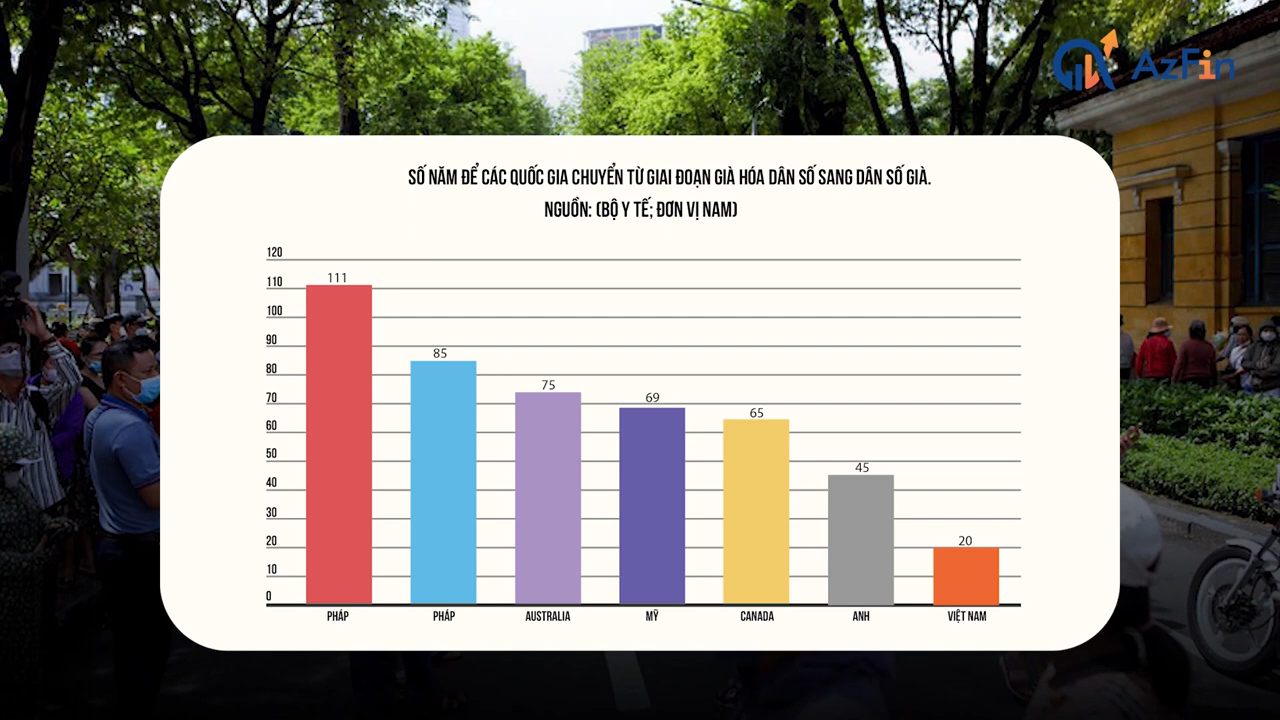 AzFin
SỐ NĂM ĐỂ CÁC QUỐC GIA CHUYỂN TỪ GIAI ĐOẠN GIÀ HÓA DÂN SỐ SANG DÂN SỐ GIÀ.
NGUỒN: (BỘ Y TẾ; ĐƠN VỊ NAM)
120
110
100
90
80
70
60
50
40
30
20
10
0
111
85
75
69
65
45
20
PHÁP
PHÁP
AUSTRALIA
MỸ
CANADA
ANH
VIỆT NAM